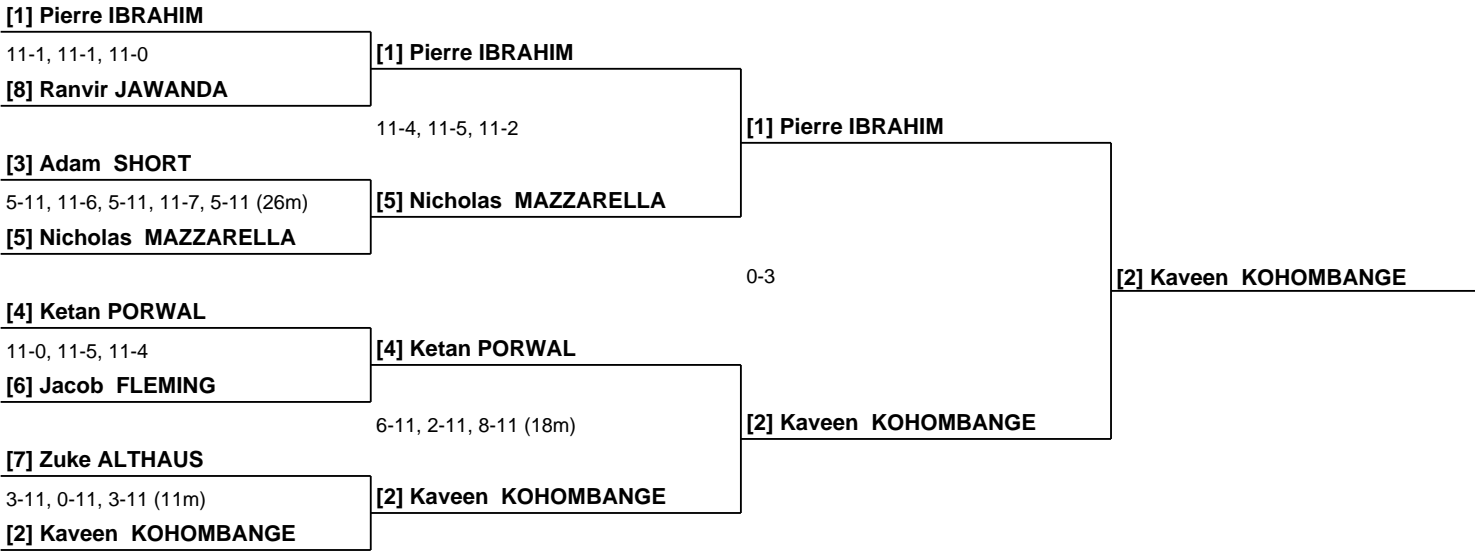 [1] Pierre IBRAHIM
11-1, 11-1, 11-0
[1] Pierre IBRAHIM
[8] Ranvir JAWANDA
11-4, 11-5, 11-2
[1] Pierre IBRAHIM
[3] Adam  SHORT
5-11, 11-6, 5-11, 11-7, 5-11 (26m)
[5] Nicholas  MAZZARELLA
[5] Nicholas  MAZZARELLA
0-3
[2] Kaveen  KOHOMBANGE
[4] Ketan PORWAL
11-0, 11-5, 11-4
[4] Ketan PORWAL
[6] Jacob  FLEMING
6-11, 2-11, 8-11 (18m)
[2] Kaveen  KOHOMBANGE
[7] Zuke ALTHAUS
3-11, 0-11, 3-11 (11m)
[2] Kaveen  KOHOMBANGE
[2] Kaveen  KOHOMBANGE